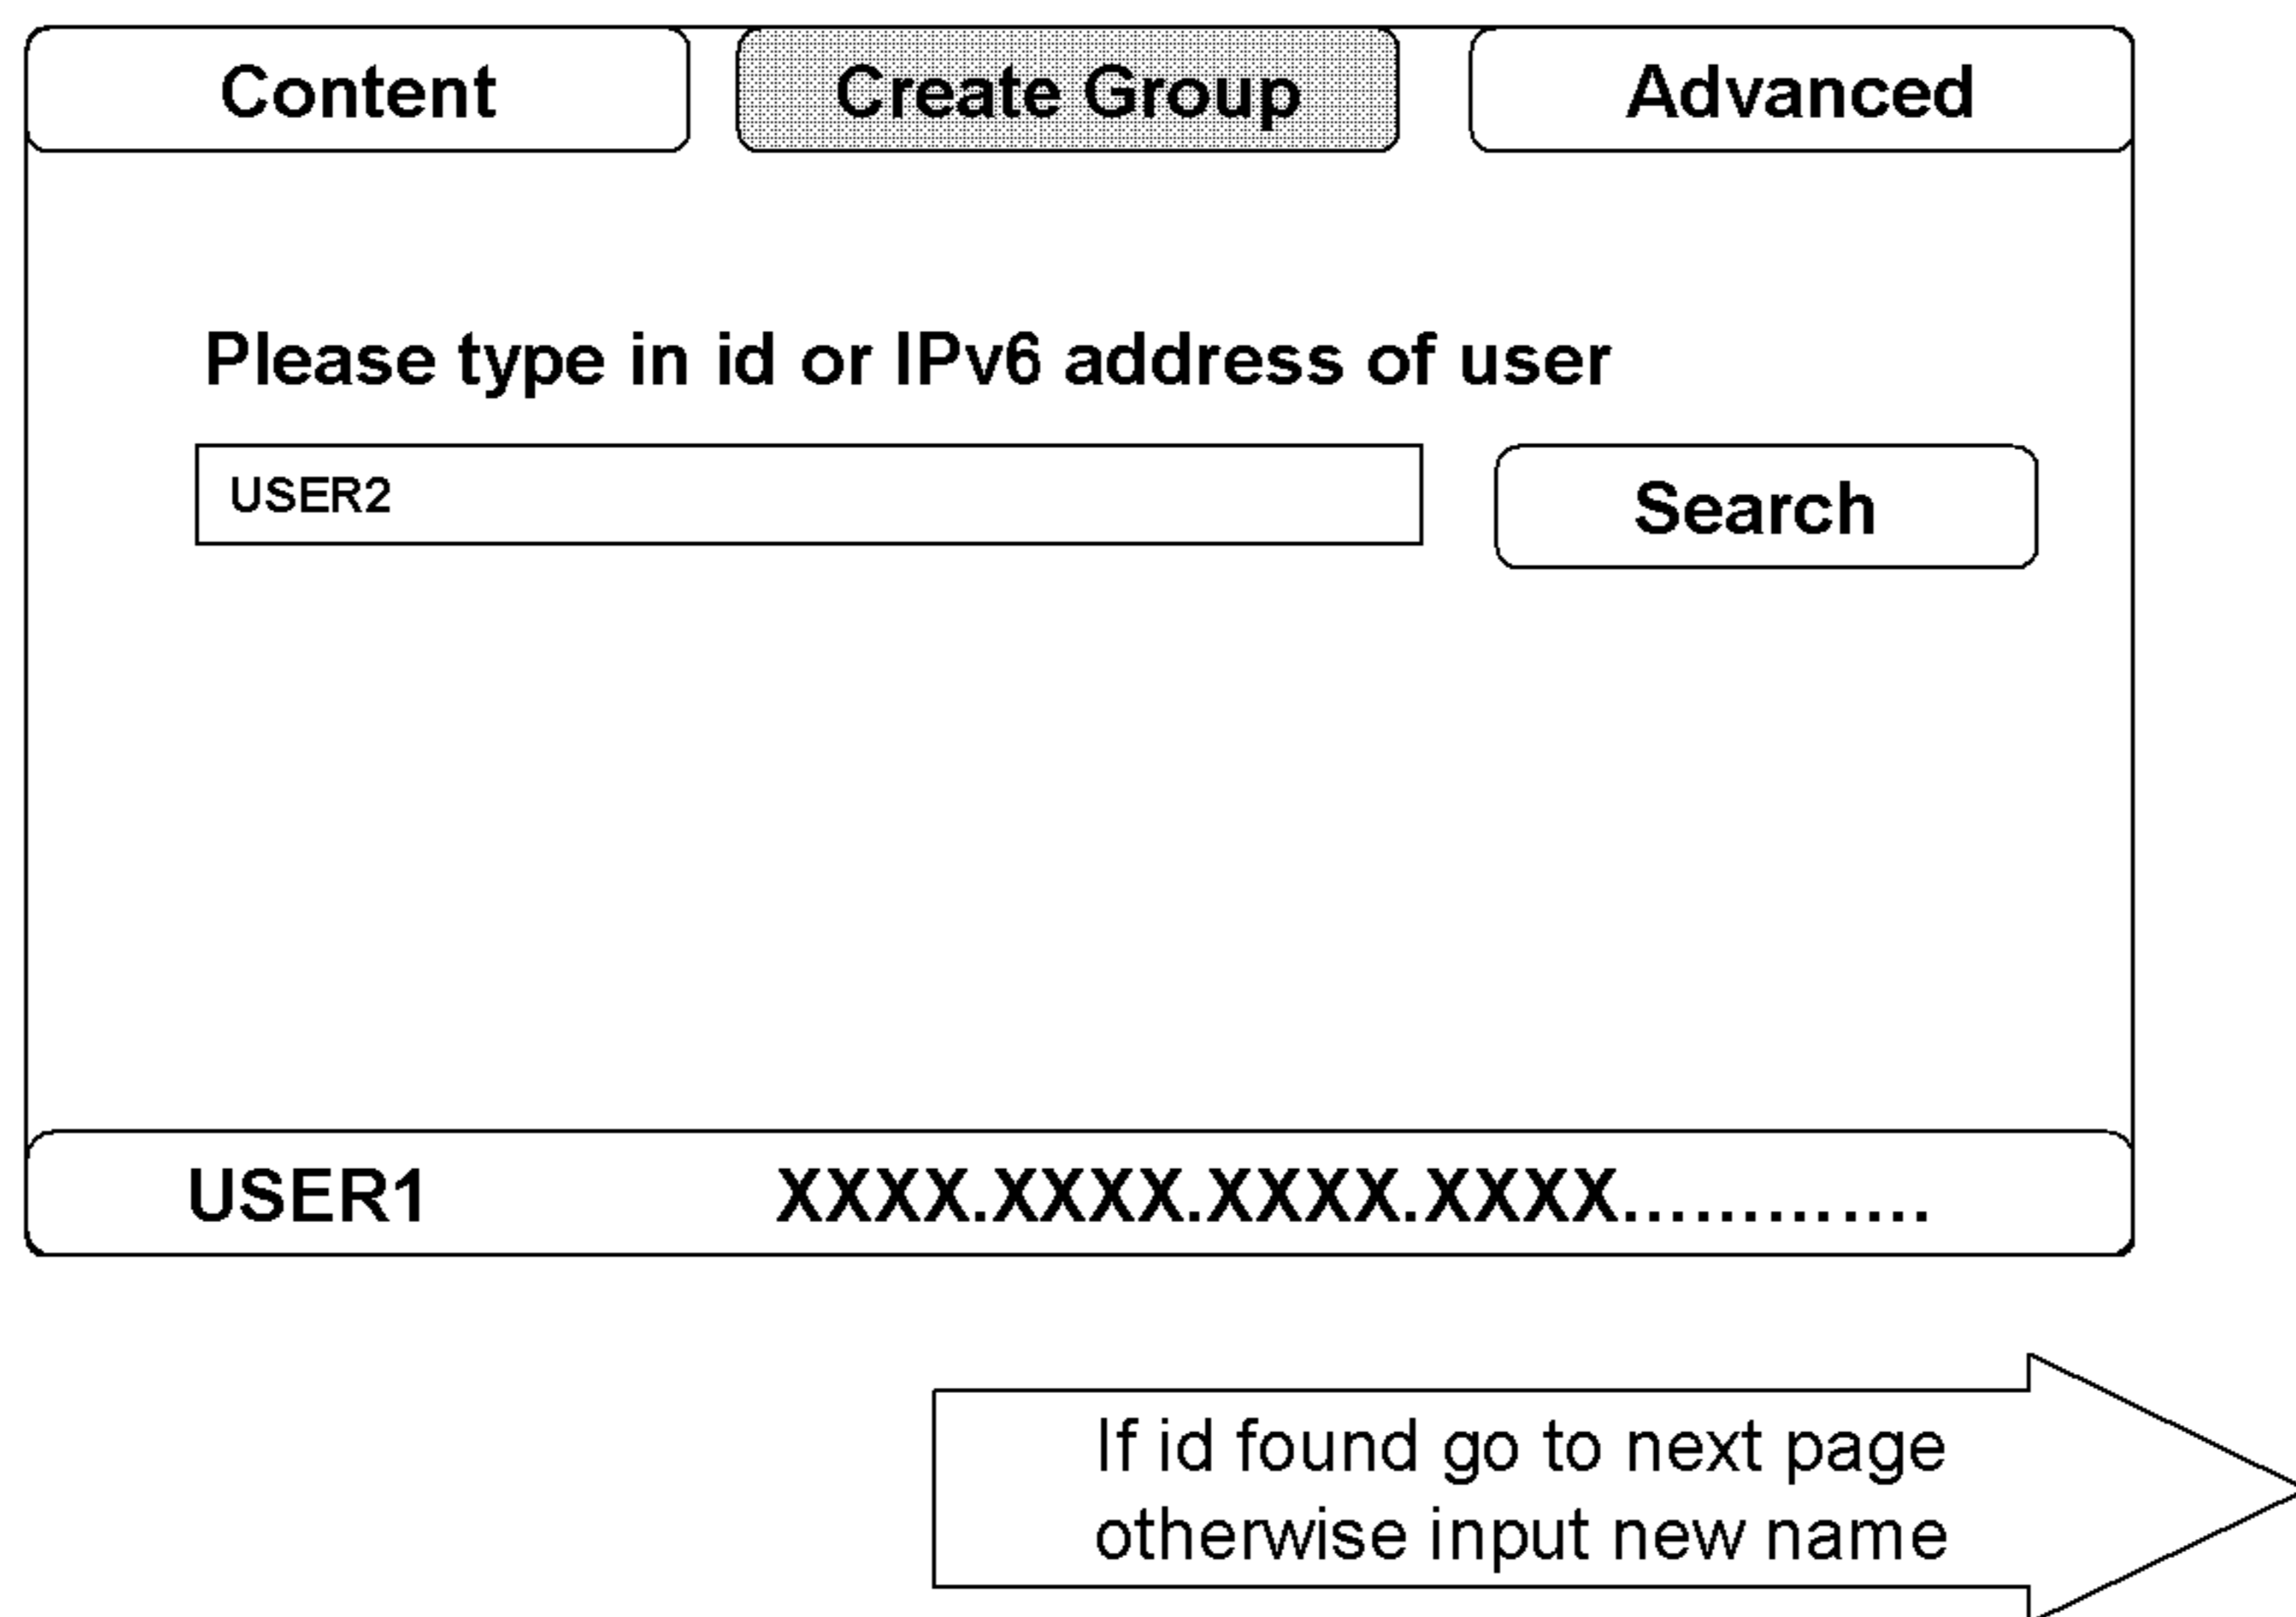 Content Create Group Advanced
Please type in id or IPv6 address of user
USER2 Search
USER1 XXXX.XXXX.XXXX.XXXX.............
If id found go to next page
otherwise input new name